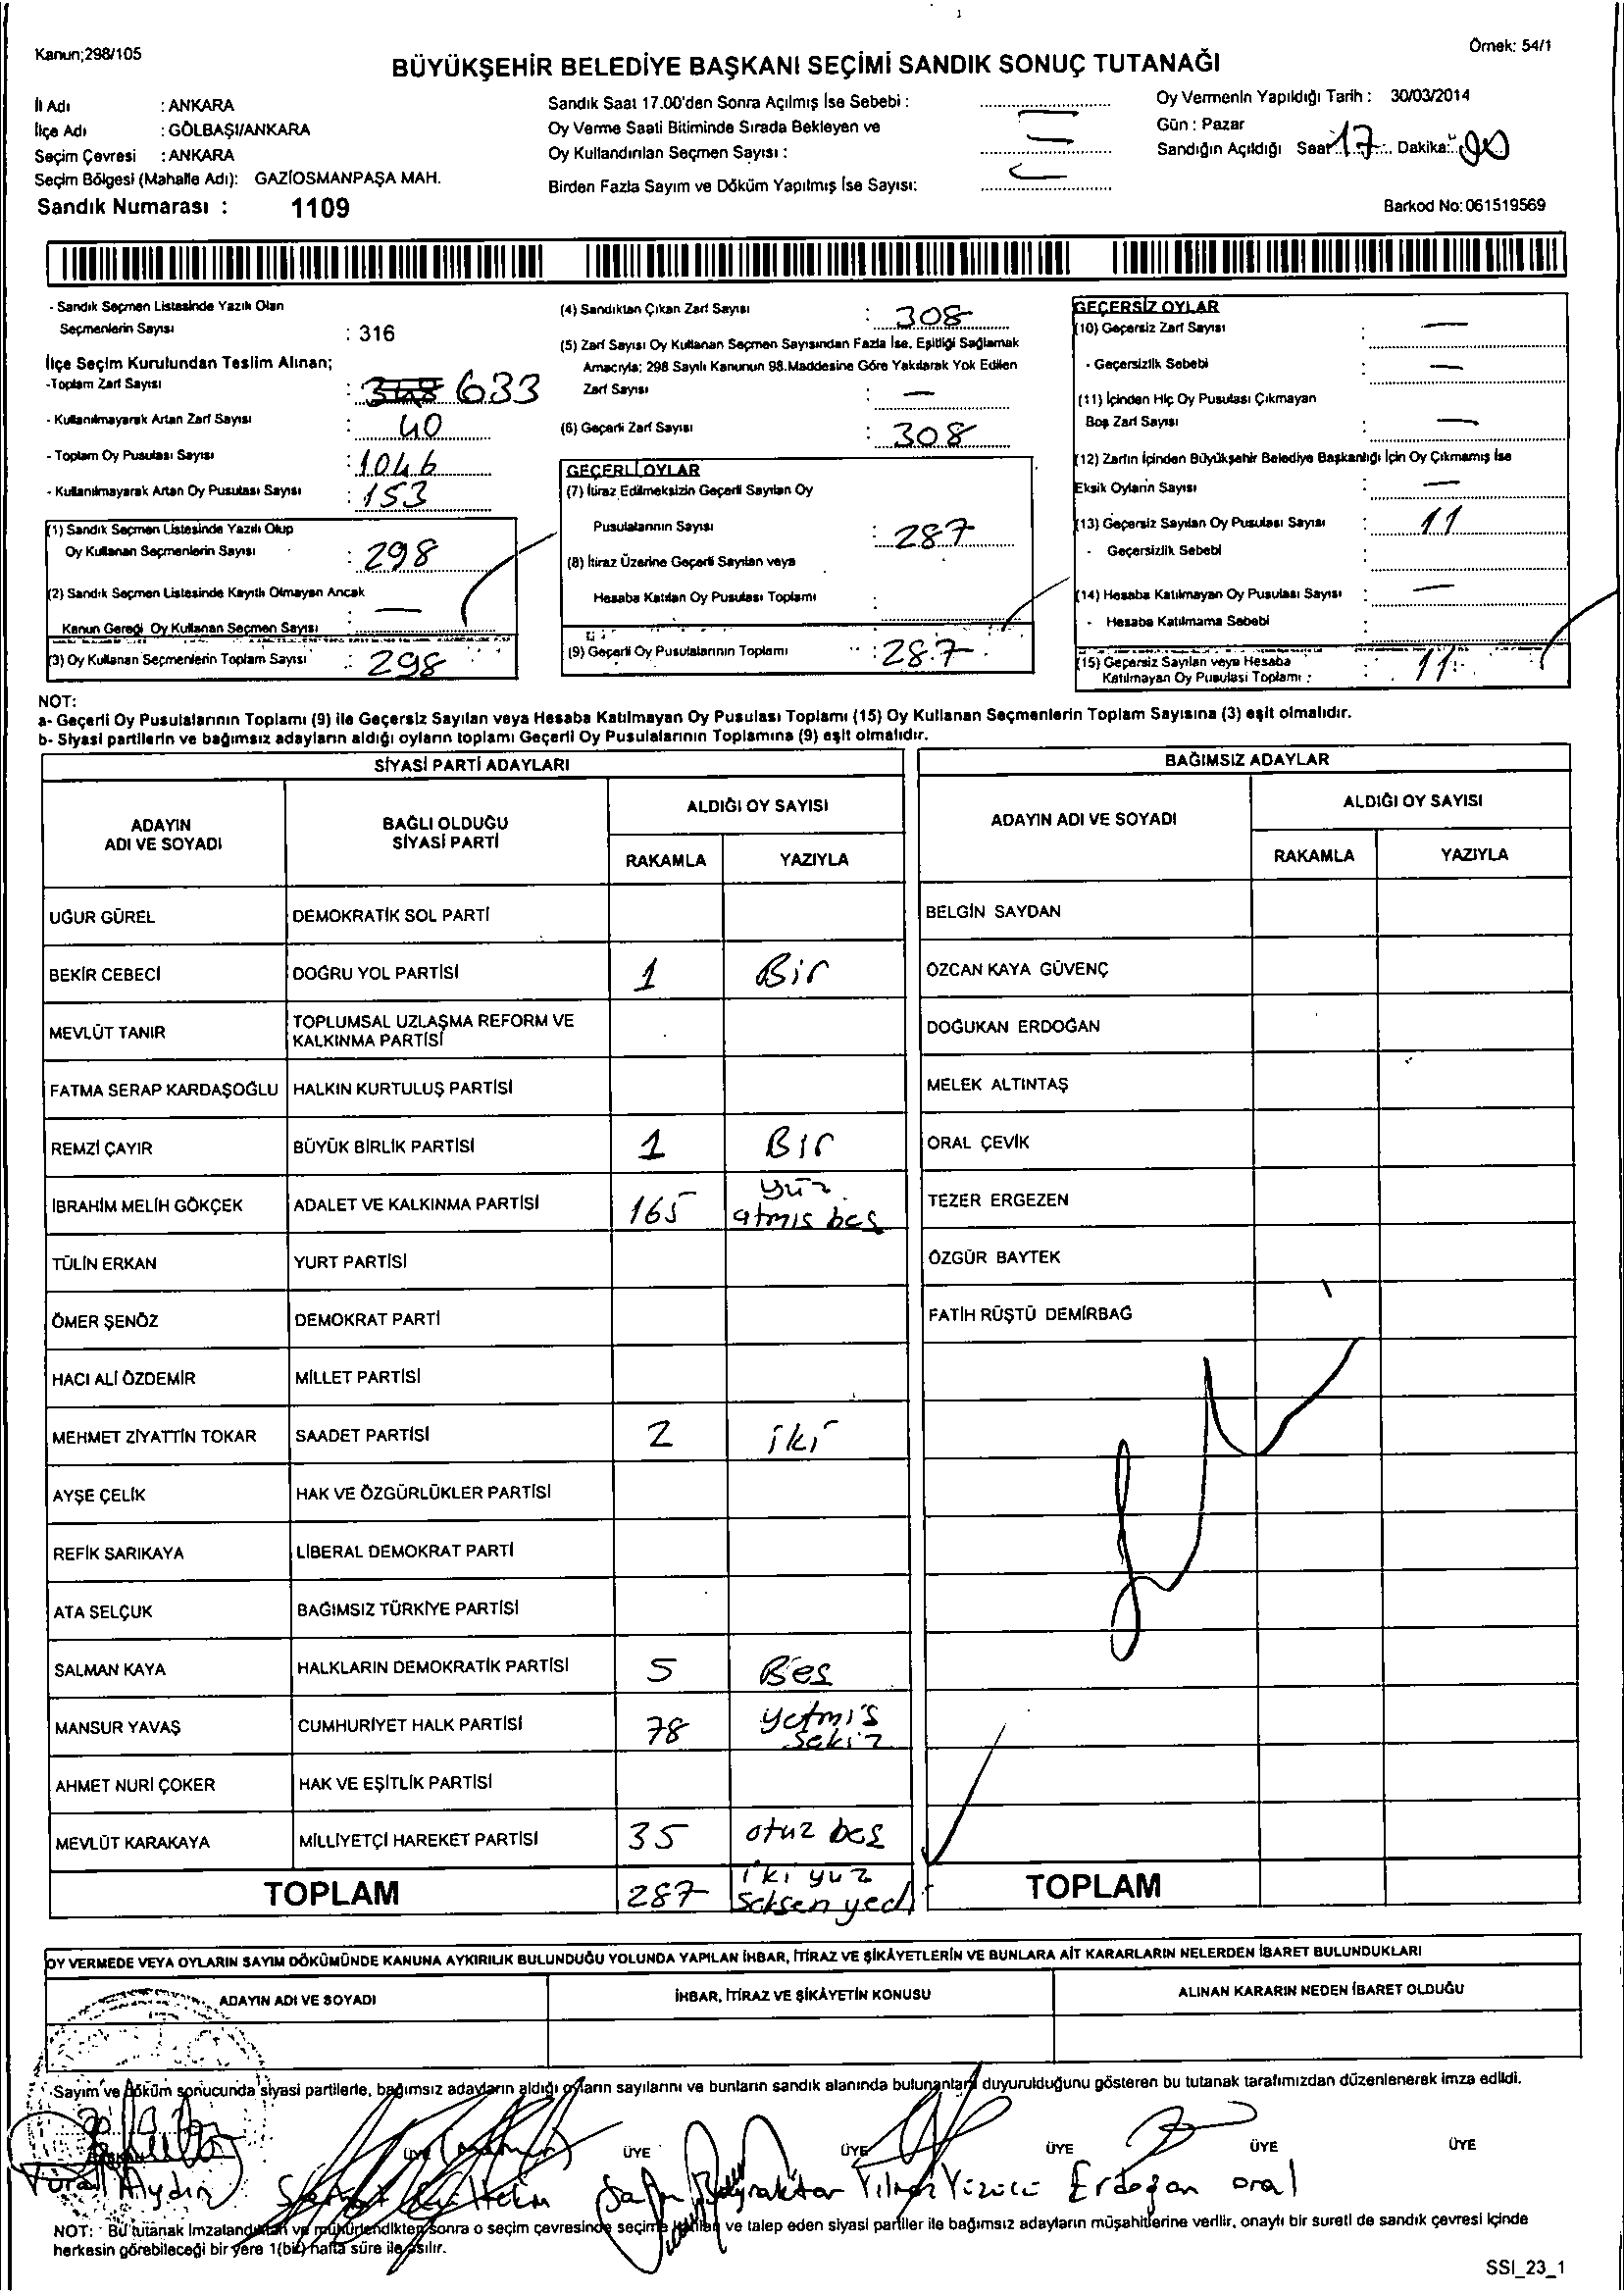 Kanun;298/105
Örnek: 54/1
BÜYÜKŞEHİR BELEDİYE BAŞKANI SEÇİMİ SANDIK SONUÇ TUTANAĞI
İl Adı : ANKARA
İlçe Adı : GÖLBAŞI/ANKARA
Seçim Çevresi : ANKARA
Seçim Bölgesi (Mahalle Adı): GAZİOSMANPAŞA MAH.
Sandık Numarası : 1109
Sandık Saat 17.00'den Sonra Açılmış İse Sebebi : —
Oy Verme Saati Bitiminde Sırada Bekleyen ve
Oy Kullandırılan Seçmen Sayısı : —
Birden Fazla Sayım ve Döküm Yapılmış İse Sayısı: —
Oy Vermenin Yapıldığı Tarih : 30/03/2014
Gün : Pazar
Sandığın Açıldığı Saat 17 Dakika: 00
Barkod No: 061519569
- Sandık Seçmen Listesinde Yazılı Olan
Seçmenlerin Sayısı : 316
İlçe Seçim Kurulundan Teslim Alınan;
-Toplam Zarf Sayısı : 633
- Kullanılmayarak Artan Zarf Sayısı : 40
- Toplam Oy Pusulası Sayısı : 1046
- Kullanılmayarak Artan Oy Pusulası Sayısı : 153
(1) Sandık Seçmen Listesinde Yazılı Olup
Oy Kullanan Seçmenlerin Sayısı : 298
(2) Sandık Seçmen Listesinde Kayıtlı Olmayan Ancak
Kanun Gereği Oy Kullanan Seçmen Sayısı : —
(3) Oy Kullanan Seçmenlerin Toplam Sayısı : 298
(4) Sandıktan Çıkan Zarf Sayısı : 308
(5) Zarf Sayısı Oy Kullanan Seçmen Sayısından Fazla İse, Eşitliği Sağlamak
Amacıyla; 298 Sayılı Kanunun 98.Maddesine Göre Yakılarak Yok Edilen
Zarf Sayısı : —
(6) Geçerli Zarf Sayısı : 308
GEÇERLİ OYLAR
(7) İtiraz Edilmeksizin Geçerli Sayılan Oy
Pusulalarının Sayısı : 287
(8) İtiraz Üzerine Geçerli Sayılan veya
Hesaba Katılan Oy Pusulası Toplamı :
(9) Geçerli Oy Pusulalarının Toplamı : 287
GEÇERSİZ OYLAR
(10) Geçersiz Zarf Sayısı : —
- Geçersizlik Sebebi : —
(11) İçinden Hiç Oy Pusulası Çıkmayan
Boş Zarf Sayısı : —
(12) Zarfın İçinden Büyükşehir Belediye Başkanlığı İçin Oy Çıkmamış İse
Eksik Oyların Sayısı : —
(13) Geçersiz Sayılan Oy Pusulası Sayısı : 11
- Geçersizlik Sebebi :
(14) Hesaba Katılmayan Oy Pusulası Sayısı : —
- Hesaba Katılmama Sebebi :
(15) Geçersiz Sayılan veya Hesaba
Katılmayan Oy Pusulası Toplamı : 11
NOT:
a- Geçerli Oy Pusulalarının Toplamı (9) ile Geçersiz Sayılan veya Hesaba Katılmayan Oy Pusulası Toplamı (15) Oy Kullanan Seçmenlerin Toplam Sayısına (3) eşit olmalıdır.
b- Siyasi partilerin ve bağımsız adayların aldığı oyların toplamı Geçerli Oy Pusulalarının Toplamına (9) eşit olmalıdır.
SİYASİ PARTİ ADAYLARI
ADAYIN ADI VE SOYADI
BAĞLI OLDUĞU SİYASİ PARTİ
ALDIĞI OY SAYISI
RAKAMLA YAZIYLA
UĞUR GÜREL DEMOKRATİK SOL PARTİ
BEKİR CEBECİ DOĞRU YOL PARTİSİ 1 Bir
MEVLÜT TANIR TOPLUMSAL UZLAŞMA REFORM VE
KALKINMA PARTİSİ
FATMA SERAP KARDAŞOĞLU HALKIN KURTULUŞ PARTİSİ
REMZİ ÇAYIR BÜYÜK BİRLİK PARTİSİ 1 Bir
İBRAHİM MELİH GÖKÇEK ADALET VE KALKINMA PARTİSİ 165 yüz atmış beş
TÜLİN ERKAN YURT PARTİSİ
ÖMER ŞENÖZ DEMOKRAT PARTİ
HACI ALİ ÖZDEMİR MİLLET PARTİSİ
MEHMET ZİYATTİN TOKAR SAADET PARTİSİ 2 iki
AYŞE ÇELİK HAK VE ÖZGÜRLÜKLER PARTİSİ
REFİK SARIKAYA LİBERAL DEMOKRAT PARTİ
ATA SELÇUK BAĞIMSIZ TÜRKİYE PARTİSİ
SALMAN KAYA HALKLARIN DEMOKRATİK PARTİSİ 5 Beş
MANSUR YAVAŞ CUMHURİYET HALK PARTİSİ 78 yetmiş sekiz
AHMET NURİ ÇOKER HAK VE EŞİTLİK PARTİSİ
MEVLÜT KARAKAYA MİLLİYETÇİ HAREKET PARTİSİ 35 otuz beş
TOPLAM 287 iki yüz seksen yedi
BAĞIMSIZ ADAYLAR
ADAYIN ADI VE SOYADI
ALDIĞI OY SAYISI
RAKAMLA YAZIYLA
BELGİN SAYDAN
ÖZCAN KAYA GÜVENÇ
DOĞUKAN ERDOĞAN
MELEK ALTINTAŞ
ORAL ÇEVİK
TEZER ERGEZEN
ÖZGÜR BAYTEK
FATİH RÜŞTÜ DEMİRBAĞ
TOPLAM
OY VERMEDE VEYA OYLARIN SAYIM DÖKÜMÜNDE KANUNA AYKIRILIK BULUNDUĞU YOLUNDA YAPILAN İHBAR, İTİRAZ VE ŞİKÂYETLERİN VE BUNLARA AİT KARARLARIN NELERDEN İBARET BULUNDUKLARI
ADAYIN ADI VE SOYADI
İHBAR, İTİRAZ VE ŞİKÂYETİN KONUSU
ALINAN KARARIN NEDEN İBARET OLDUĞU
Sayım ve döküm sonucunda siyasi partilerle, bağımsız adayların aldığı oyların sayılarını ve bunların sandık alanında bulunanlara duyurulduğunu gösteren bu tutanak tarafımızdan düzenlenerek imza edildi.
ÜYE ÜYE ÜYE ÜYE ÜYE
Aydın Bayraktar Yılmaz Yüzücü Erdoğan oral
NOT: Bu tutanak imzalandıktan ve mühürlendikten sonra o seçim çevresinde seçime katılan ve talep eden siyasi partiler ile bağımsız adayların müşahitlerine verilir, onaylı bir sureti de sandık çevresi içinde
herkesin görebileceği bir yere 1(bir) hafta süre ile asılır.
SSI_23_1